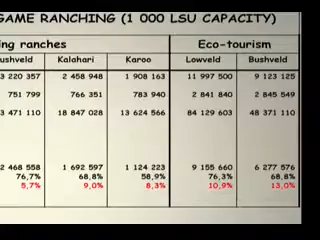 GAME RANCHING (1 000 LSU CAPACITY)
ing ranches Eco-tourism
ushveld Kalahari Karoo Lowveld Bushveld
3 220 357 2 458 948 1 908 163 11 997 500 9 123 125
751 799 766 351 783 940 2 841 840 2 845 549
3 471 110 18 847 028 13 624 566 84 129 603 48 371 110
2 468 558 1 692 597 1 124 223 9 155 660 6 277 576
76,7% 68,8% 58,9% 76,3% 68,8%
5,7% 9,0% 8,3% 10,9% 13,0%